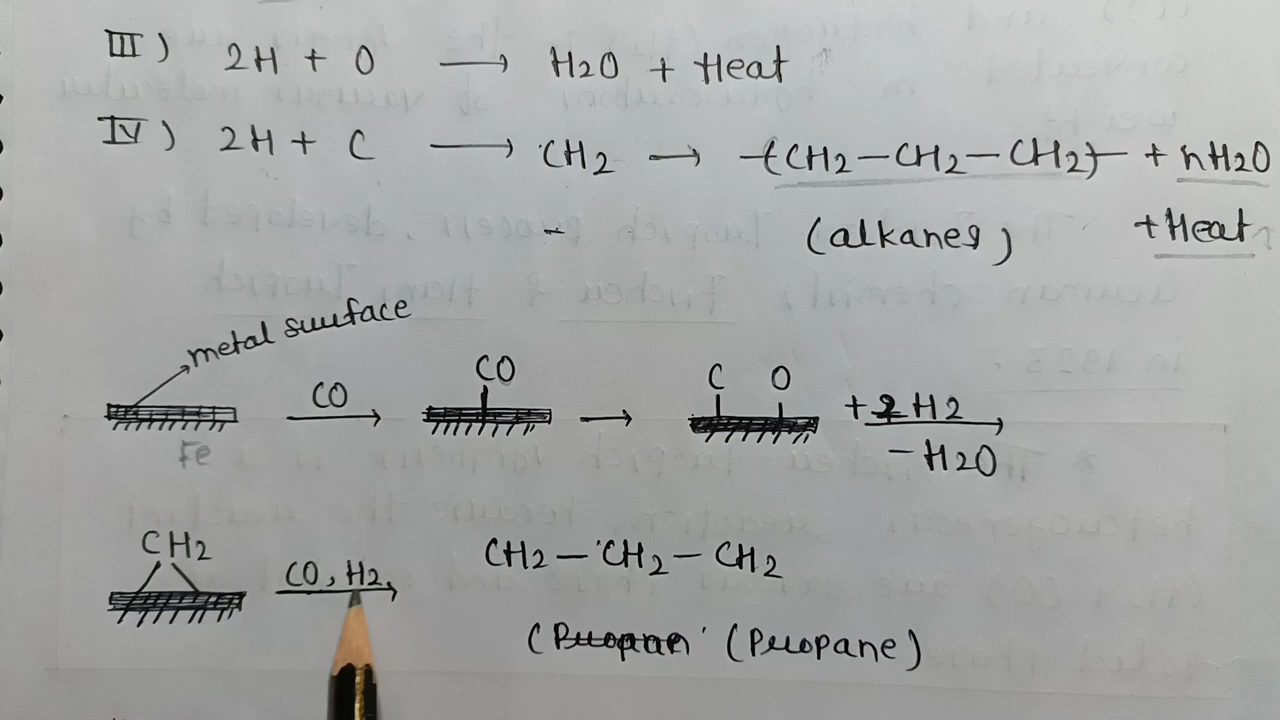 III) 2H + O → H2O + Heat ↑
IV) 2H + C → CH2 → -(CH2-CH2-CH2)- + nH2O
(alkanes) + Heat ↑
metal surface
CO CO C O +2H2
Fe -H2O
CH2 CO, H2, CH2-CH2-CH2
(Propane)